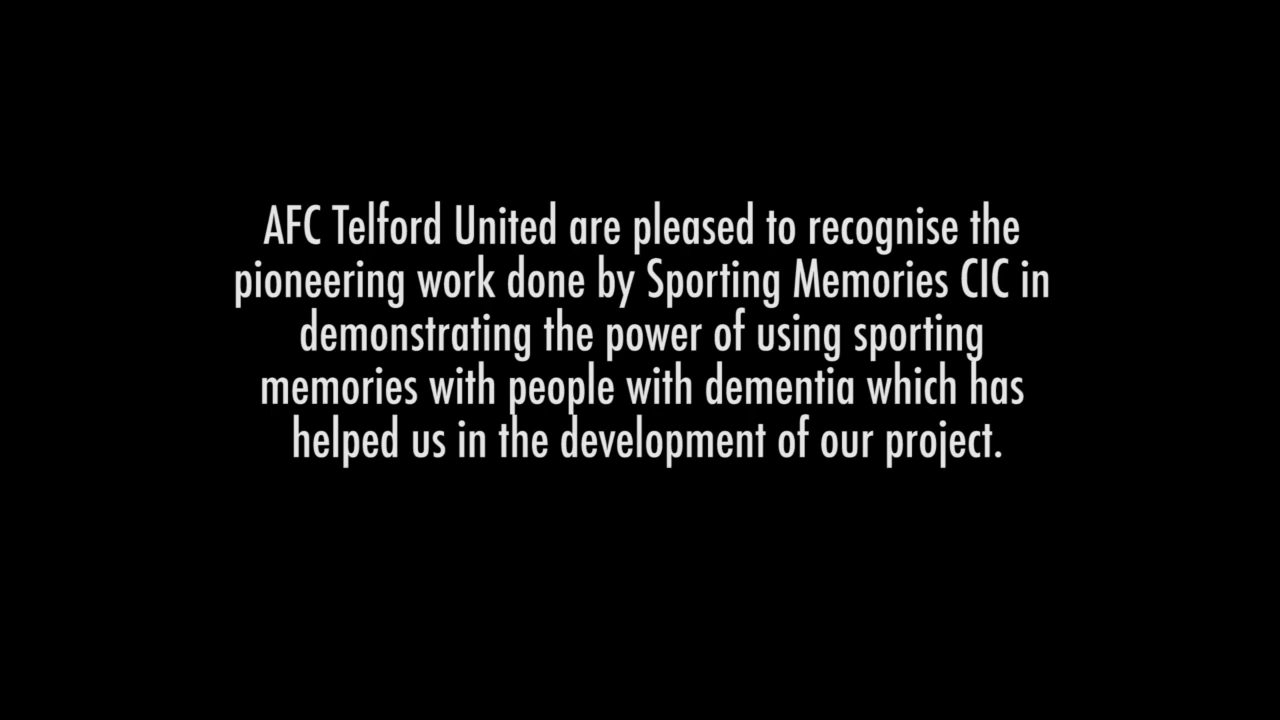 AFC Telford United are pleased to recognise the
pioneering work done by Sporting Memories CIC in
demonstrating the power of using sporting
memories with people with dementia which has
helped us in the development of our project.